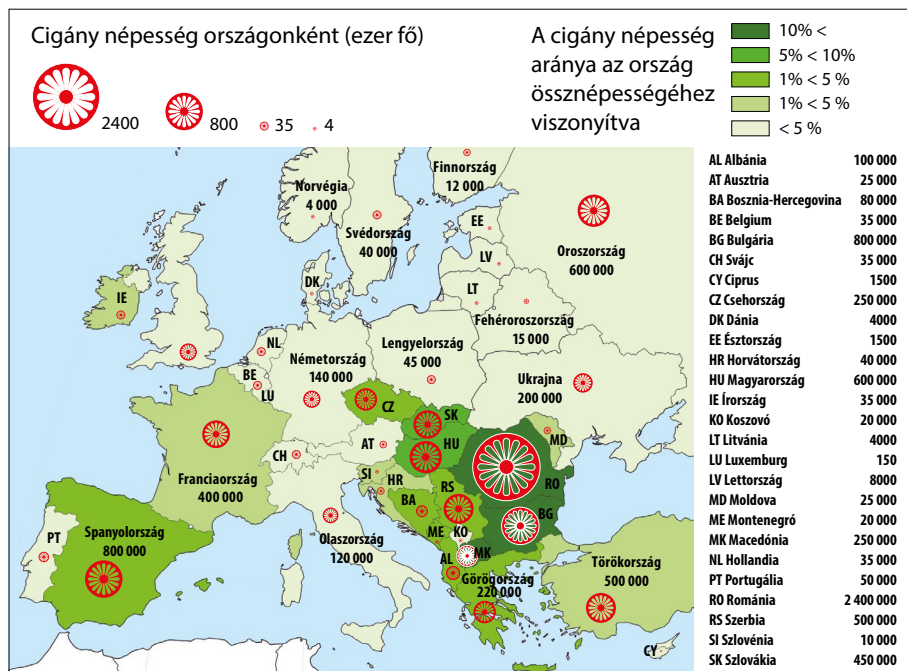 Cigány népesség országonként (ezer fő)
2400
800
35
4
A cigány népesség
aránya az ország
össznépességéhez
viszonyítva
10% <
5% < 10%
1% < 5 %
1% < 5 %
< 5 %
Norvégia
4 000
Finnország
12 000
Svédország
40 000
EE
LV
LT
Oroszország
600 000
DK
IE
Fehéroroszország
15 000
NL
BE
LU
Németország
140 000
Lengyelország
45 000
Ukrajna
200 000
CZ
SK
HU
AT
CH
MD
Franciaország
400 000
SI
HR
RS
RO
BA
BG
Olaszország
120 000
ME
KO
MK
AL
PT
Spanyolország
800 000
Görögország
220 000
Törökország
500 000
CY
AL Albánia 100 000
AT Ausztria 25 000
BA Bosznia-Hercegovina 80 000
BE Belgium 35 000
BG Bulgária 800 000
CH Svájc 35 000
CY Ciprus 1500
CZ Csehország 250 000
DK Dánia 4000
EE Észtország 1500
HR Horvátország 40 000
HU Magyarország 600 000
IE Írország 35 000
KO Koszovó 20 000
LT Litvánia 4000
LU Luxemburg 150
LV Lettország 8000
MD Moldova 25 000
ME Montenegró 20 000
MK Macedónia 250 000
NL Hollandia 35 000
PT Portugália 50 000
RO Románia 2 400 000
RS Szerbia 500 000
SI Szlovénia 10 000
SK Szlovákia 450 000